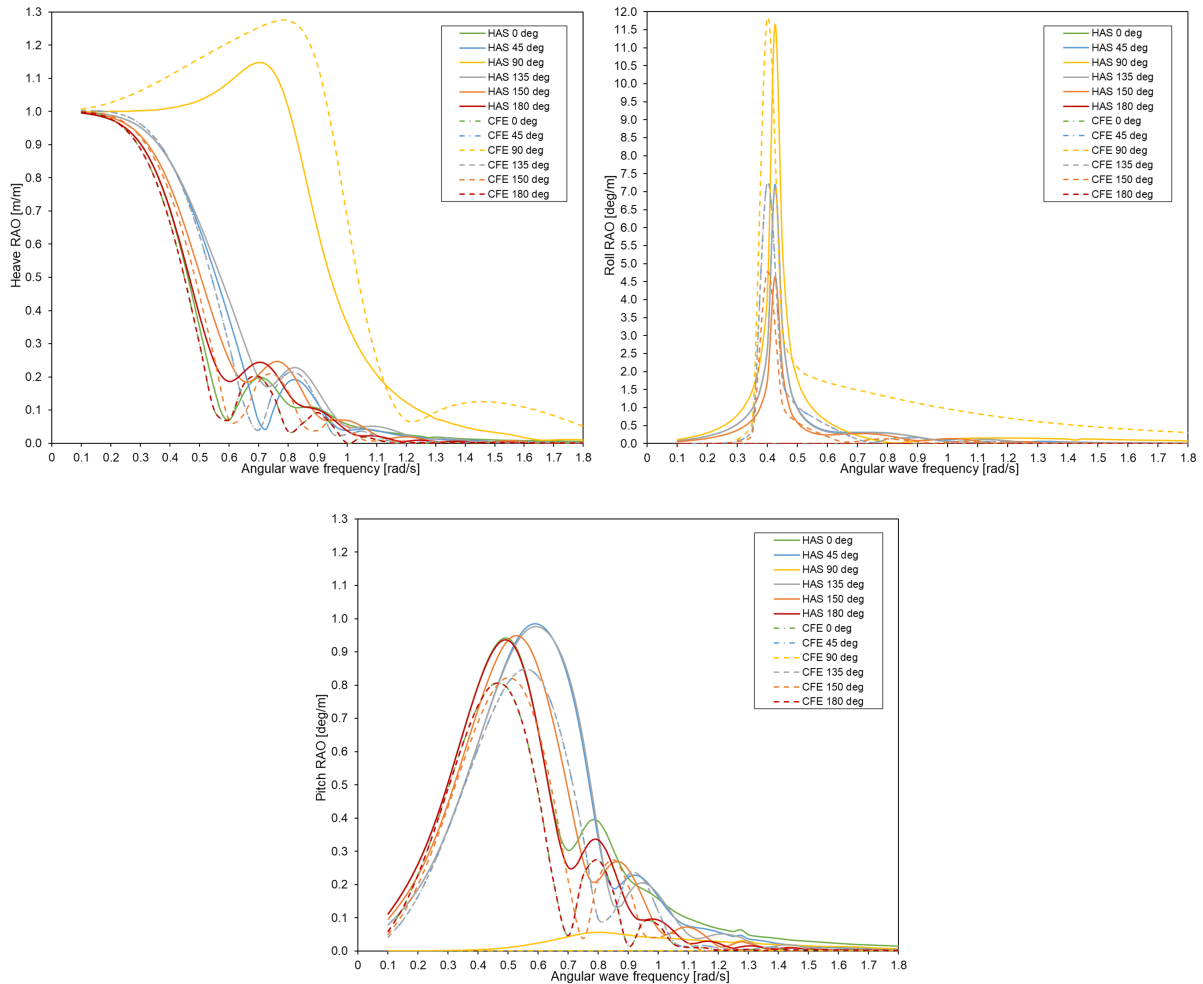 Heave RAO [m/m]
1.3
1.2
1.1
1.0
0.9
0.8
0.7
0.6
0.5
0.4
0.3
0.2
0.1
0.0
0 0.1 0.2 0.3 0.4 0.5 0.6 0.7 0.8 0.9 1.0 1.1 1.2 1.3 1.4 1.5 1.6 1.7 1.8
Angular wave frequency [rad/s]
HAS 0 deg
HAS 45 deg
HAS 90 deg
HAS 135 deg
HAS 150 deg
HAS 180 deg
CFE 0 deg
CFE 45 deg
CFE 90 deg
CFE 135 deg
CFE 150 deg
CFE 180 deg
Roll RAO [deg/m]
12.0
11.5
11.0
10.5
10.0
9.5
9.0
8.5
8.0
7.5
7.0
6.5
6.0
5.5
5.0
4.5
4.0
3.5
3.0
2.5
2.0
1.5
1.0
0.5
0.0
0 0.1 0.2 0.3 0.4 0.5 0.6 0.7 0.8 0.9 1.0 1.1 1.2 1.3 1.4 1.5 1.6 1.7 1.8
Angular wave frequency [rad/s]
HAS 0 deg
HAS 45 deg
HAS 90 deg
HAS 135 deg
HAS 150 deg
HAS 180 deg
CFE 0 deg
CFE 45 deg
CFE 90 deg
CFE 135 deg
CFE 150 deg
CFE 180 deg
Pitch RAO [deg/m]
1.3
1.2
1.1
1.0
0.9
0.8
0.7
0.6
0.5
0.4
0.3
0.2
0.1
0.0
0 0.1 0.2 0.3 0.4 0.5 0.6 0.7 0.8 0.9 1.0 1.1 1.2 1.3 1.4 1.5 1.6 1.7 1.8
Angular wave frequency [rad/s]
HAS 0 deg
HAS 45 deg
HAS 90 deg
HAS 135 deg
HAS 150 deg
HAS 180 deg
CFE 0 deg
CFE 45 deg
CFE 90 deg
CFE 135 deg
CFE 150 deg
CFE 180 deg